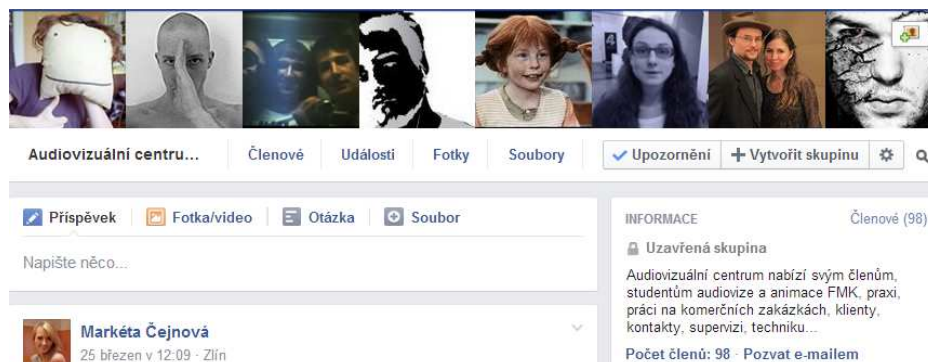 Audiovizuální centru...
Členové
Události
Fotky
Soubory
Upozornění
Vytvořit skupinu
Příspěvek
Fotka/video
Otázka
Soubor
Napište něco...
Markéta Čejnová
25 březen v 12:09 · Zlín
INFORMACE
Členové (98)
Uzavřená skupina
Audiovizuální centrum nabízí svým členům,
studentům audiovize a animace FMK, praxi,
práci na komerčních zakázkách, klienty,
kontakty, supervizi, techniku...
Počet členů: 98 · Pozvat e-mailem